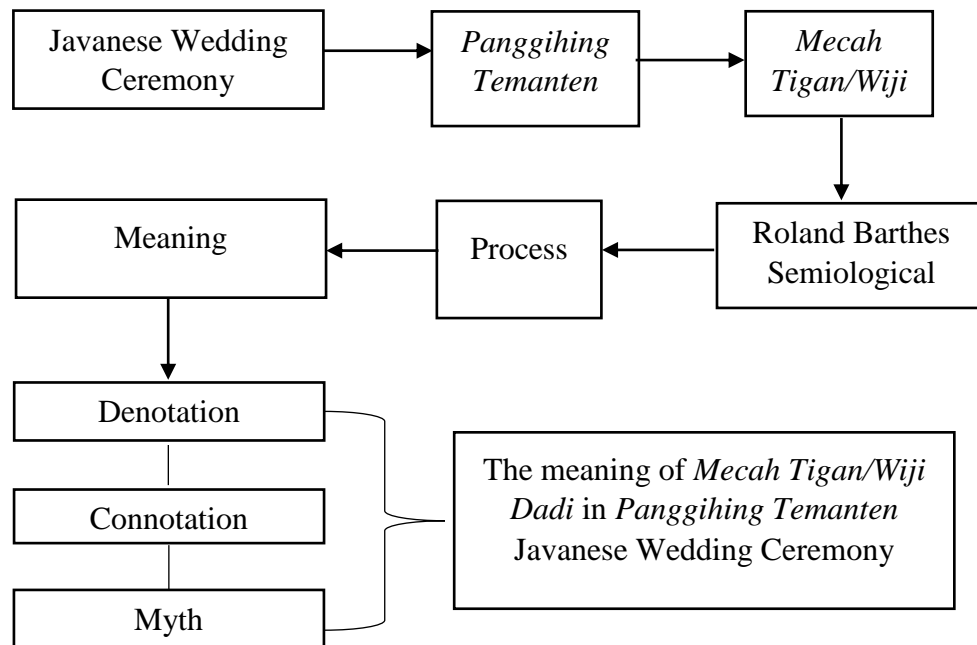 Javanese Wedding
Ceremony
Panggihing
Temanten
Mecah
Tigan/Wiji
Roland Barthes
Semiological
Process
Meaning
Denotation
Connotation
Myth
The meaning of Mecah Tigan/Wiji
Dadi in Panggihing Temanten
Javanese Wedding Ceremony